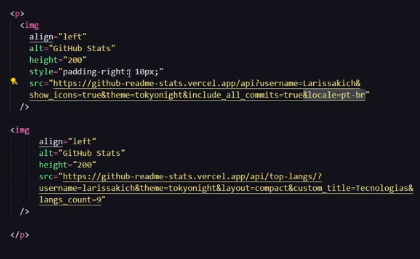 <p>
<img
align="left"
alt="GitHub Stats"
height="200"
style="padding-right: 10px;"
src="https://github-readme-stats.vercel.app/api?username=Larissakich&
show_icons=true&theme=tokyonight&include_all_commits=true&locale=pt-br"
/>
<img
align="left"
alt="GitHub Stats"
height="200"
src="https://github-readme-stats.vercel.app/api/top-langs/?
username=larissakich&theme=tokyonight&layout=compact&custom_title=Tecnologias&
langs_count=9"
/>
</p>